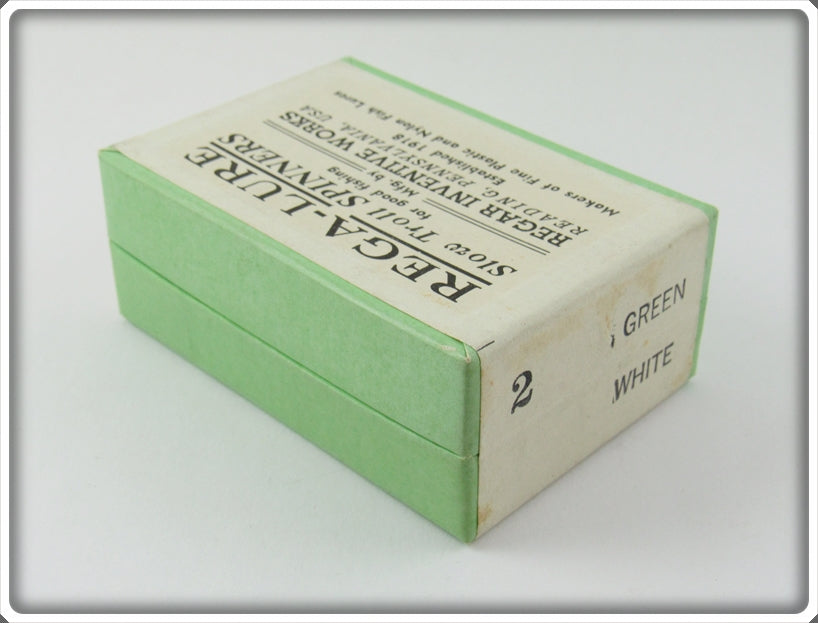 REGA-LURE
Slow Troll SPINNERS
for good fishing
Mfg. by
REGAR INVENTIVE WORKS
READING, PENNSYLVANIA, USA
Established 1918
Makers of Fine Plastic and Nylon Fish Lures
2
GREEN
WHITE